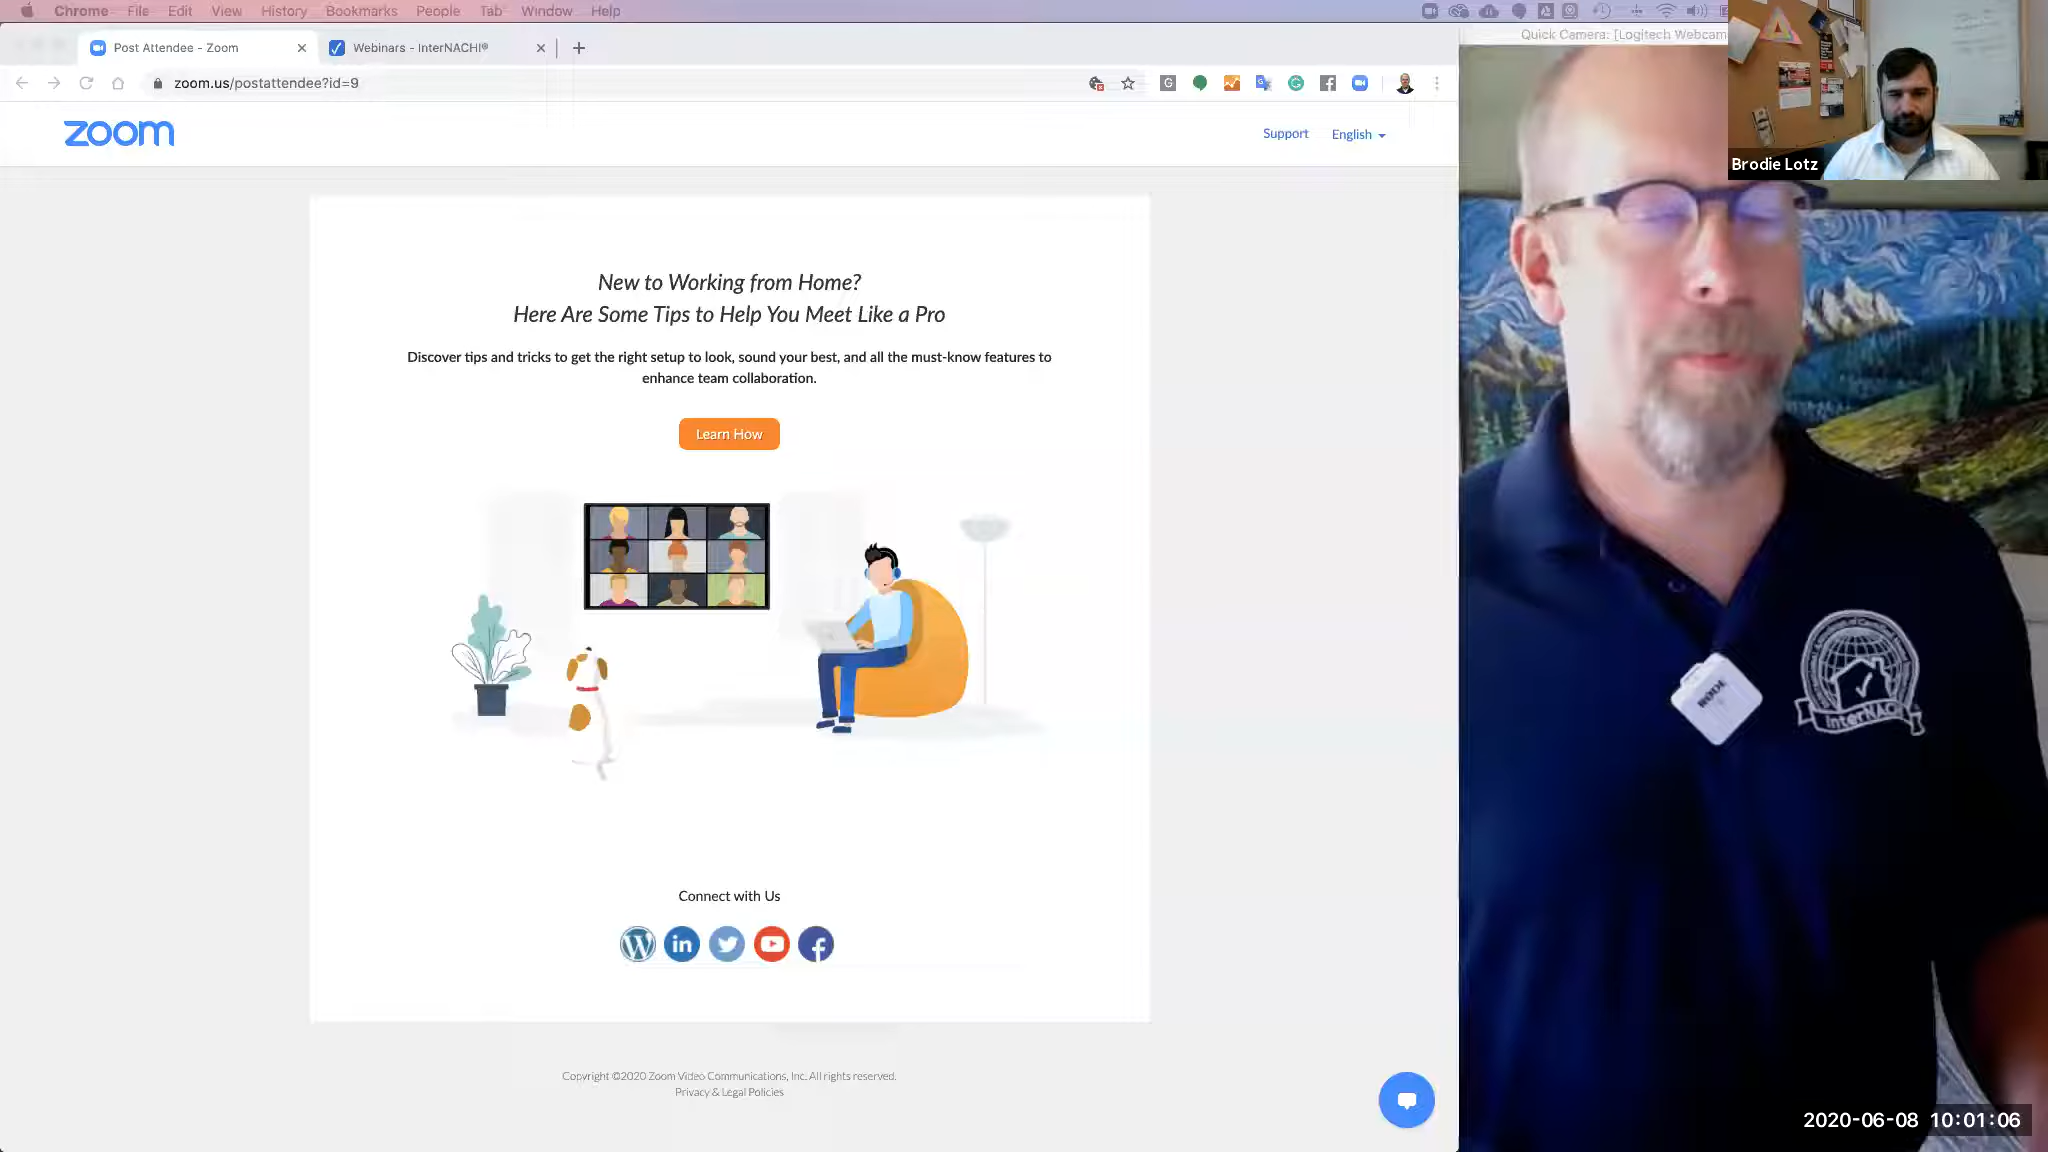 Chrome File Edit View History Bookmarks People Tab Window Help
Post Attendee - Zoom
Webinars - InterNACHI®
Quick Camera: [Logitech Webcam
zoom.us/postattendee?id=9
zoom
Support
English
Brodie Lotz
New to Working from Home?
Here Are Some Tips to Help You Meet Like a Pro
Discover tips and tricks to get the right setup to look, sound your best, and all the must-know features to
enhance team collaboration.
Learn How
RODE
InterNACHI
Connect with Us
Copyright ©2020 Zoom Video Communications, Inc. All rights reserved.
Privacy & Legal Policies
2020-06-08 10:01:06